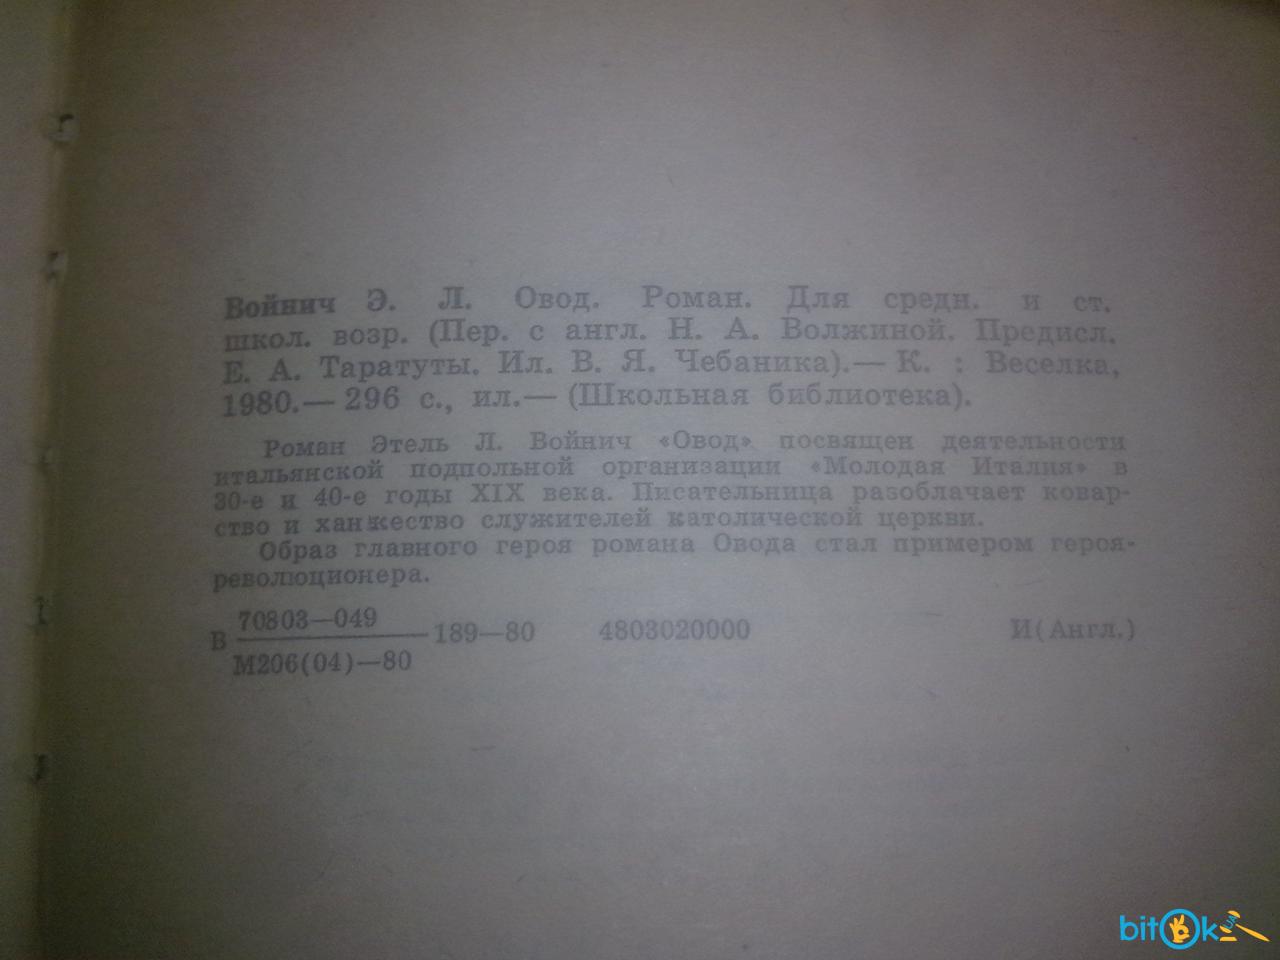 Войнич Э. Л. Овод. Роман. Для средн. и ст.
школ. возр. (Пер. с англ. Н. А. Волжиной. Предисл.
Е. А. Таратуты. Ил. В. Я. Чебаника).— К. : Веселка,
1980.— 296 с., ил.— (Школьная библиотека).
Роман Этель Л. Войнич «Овод» посвящен деятельности
итальянской подпольной организации «Молодая Италия» в
30-е и 40-е годы XIX века. Писательница разоблачает ковар-
ство и ханжество служителей католической церкви.
Образ главного героя романа Овода стал примером героя-
революционера.
В 70803—049
М206(04)—80 189—80 4803020000 И(Англ.)
bitok.ua